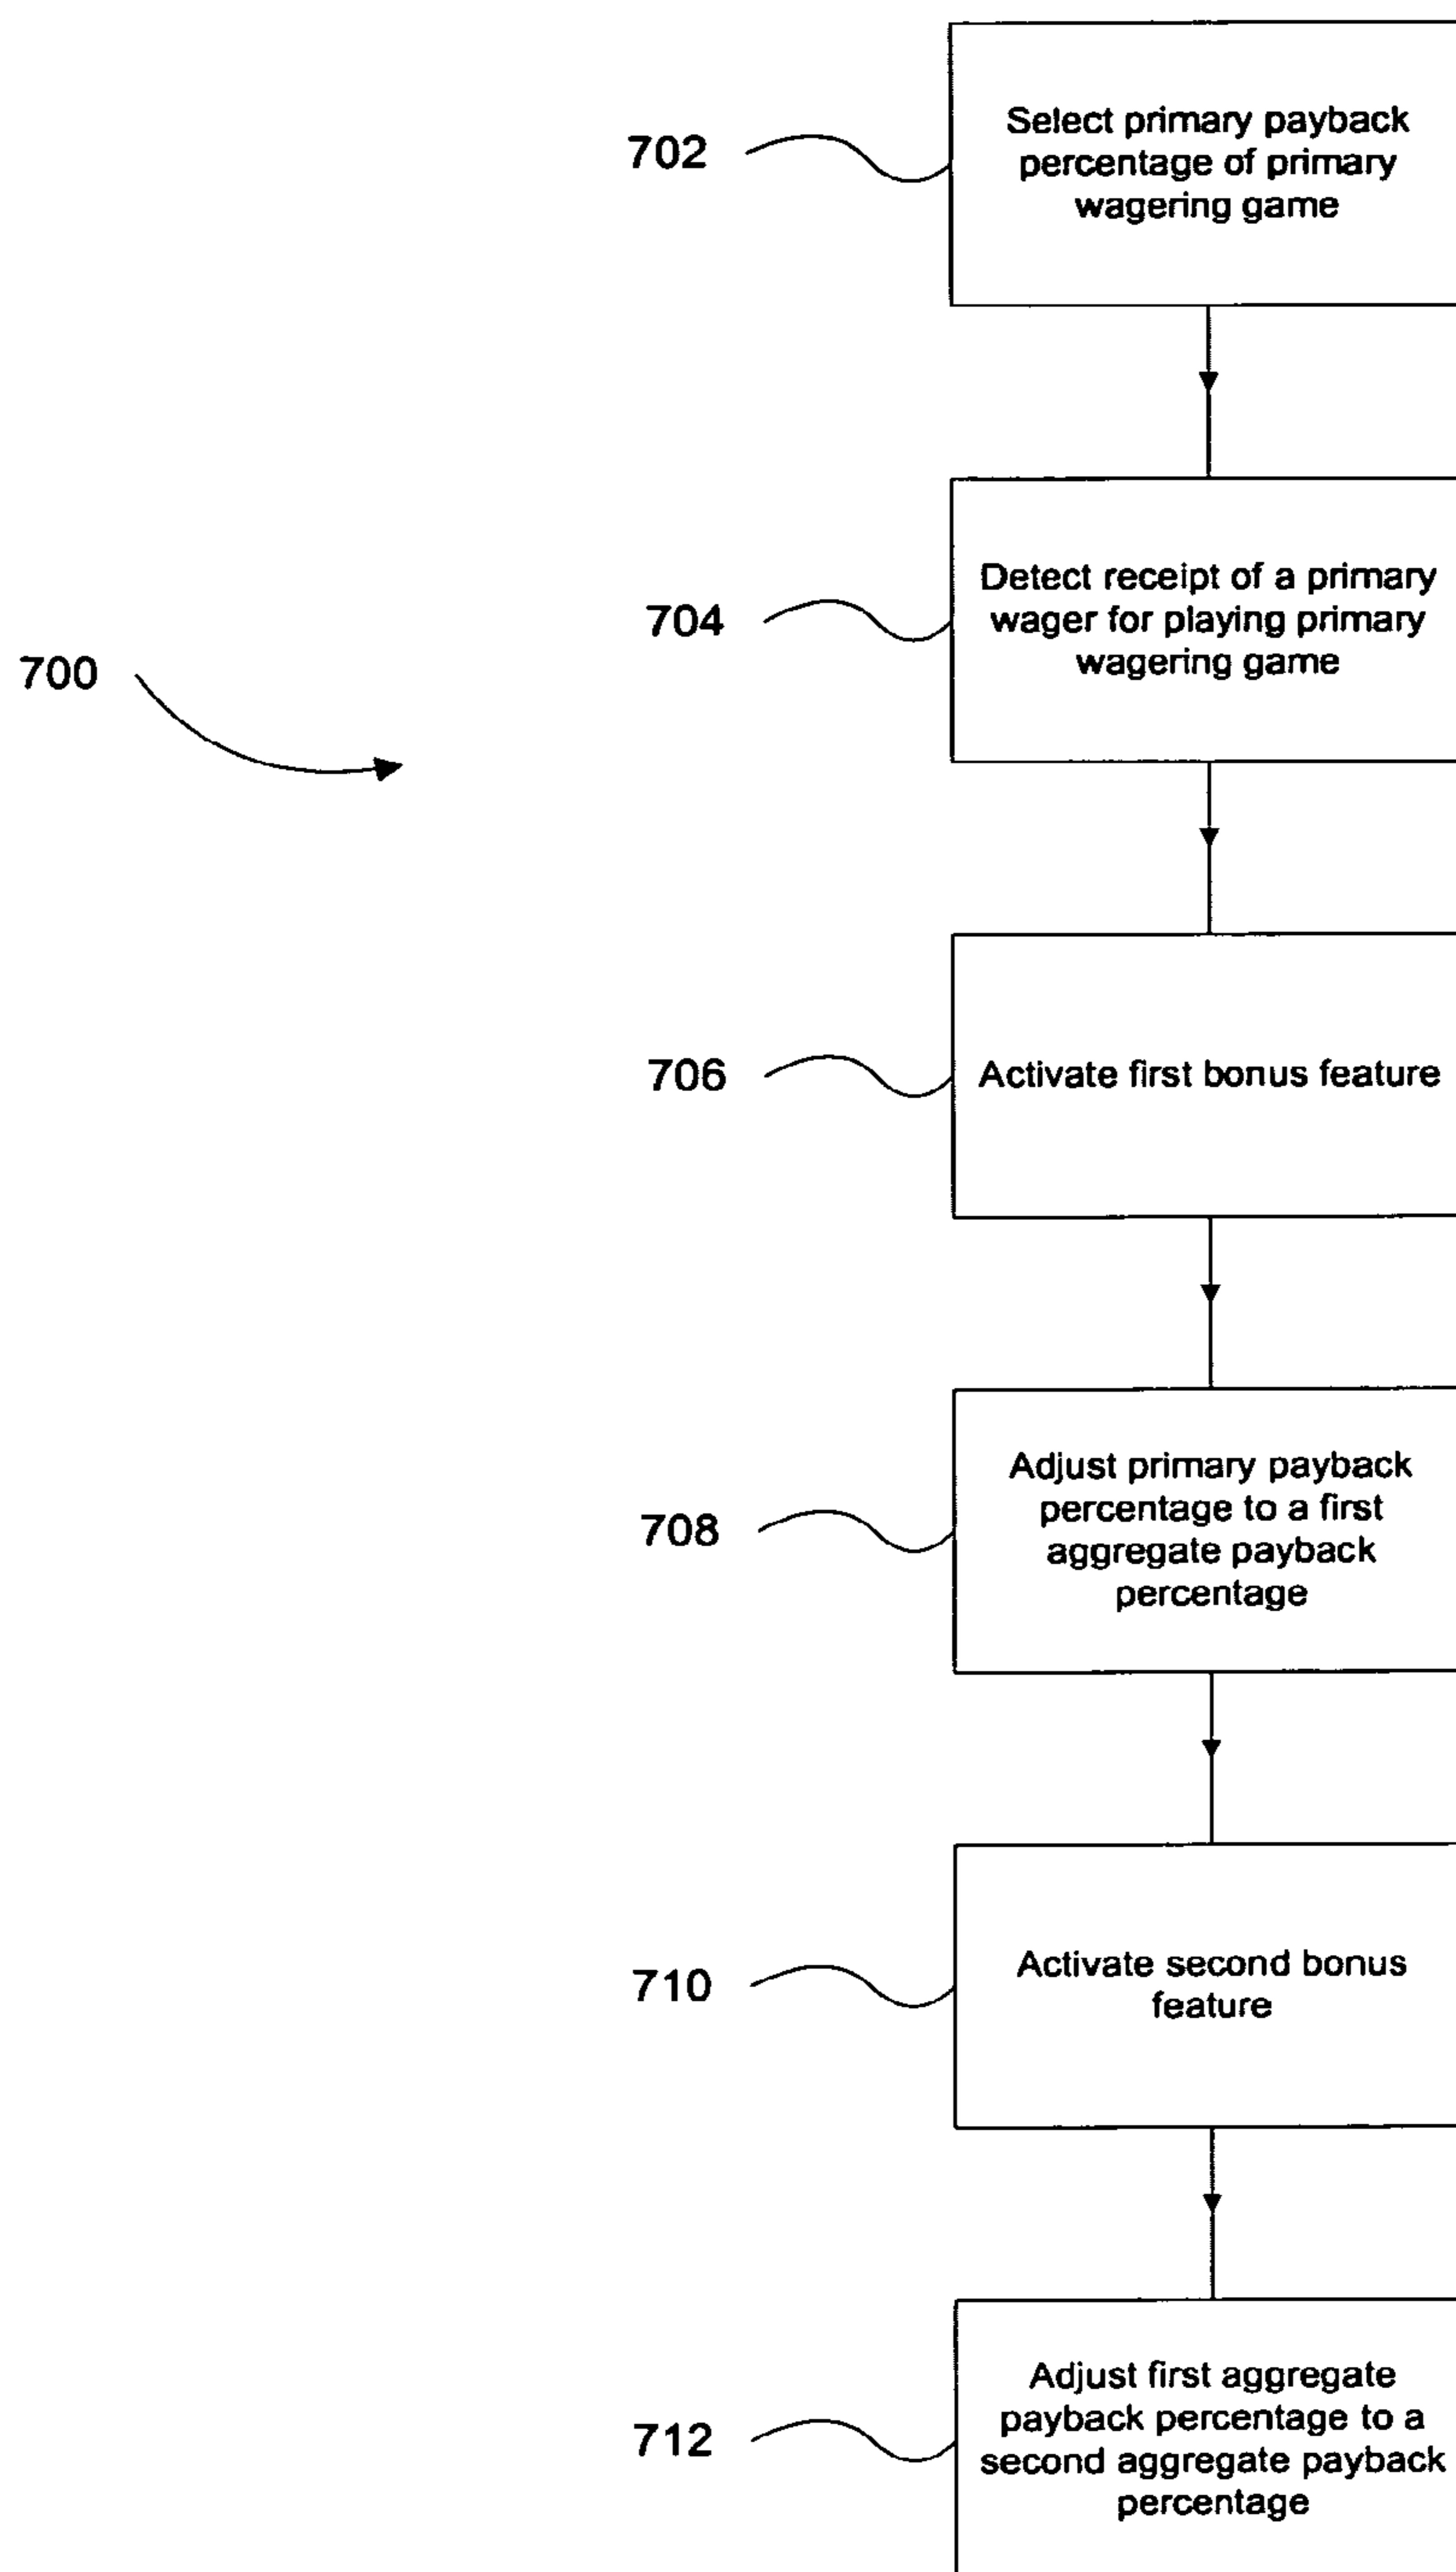 702
Select primary payback
percentage of primary
wagering game
700
704
Detect receipt of a primary
wager for playing primary
wagering game
706
Activate first bonus feature
708
Adjust primary payback
percentage to a first
aggregate payback
percentage
710
Activate second bonus
feature
712
Adjust first aggregate
payback percentage to a
second aggregate payback
percentage